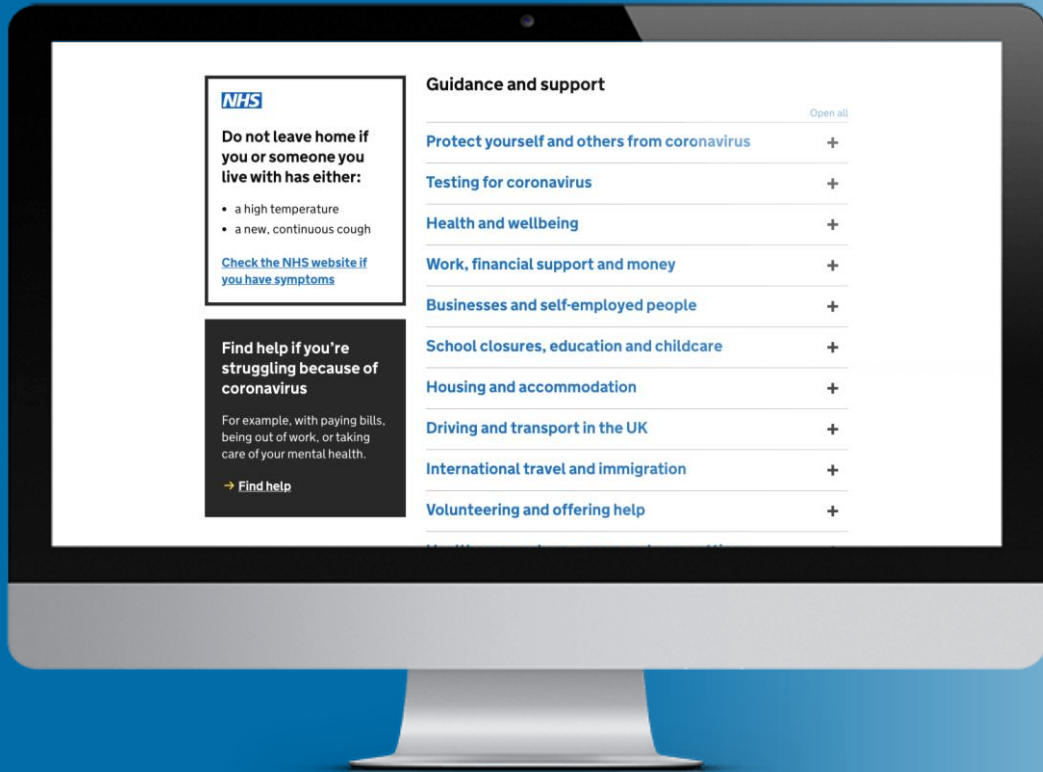 NHS
Do not leave home if
you or someone you
live with has either:
• a high temperature
• a new, continuous cough
Check the NHS website if
you have symptoms
Find help if you're
struggling because of
coronavirus
For example, with paying bills,
being out of work, or taking
care of your mental health.
→ Find help
Guidance and support
Open all
Protect yourself and others from coronavirus +
Testing for coronavirus +
Health and wellbeing +
Work, financial support and money +
Businesses and self-employed people +
School closures, education and childcare +
Housing and accommodation +
Driving and transport in the UK +
International travel and immigration +
Volunteering and offering help +